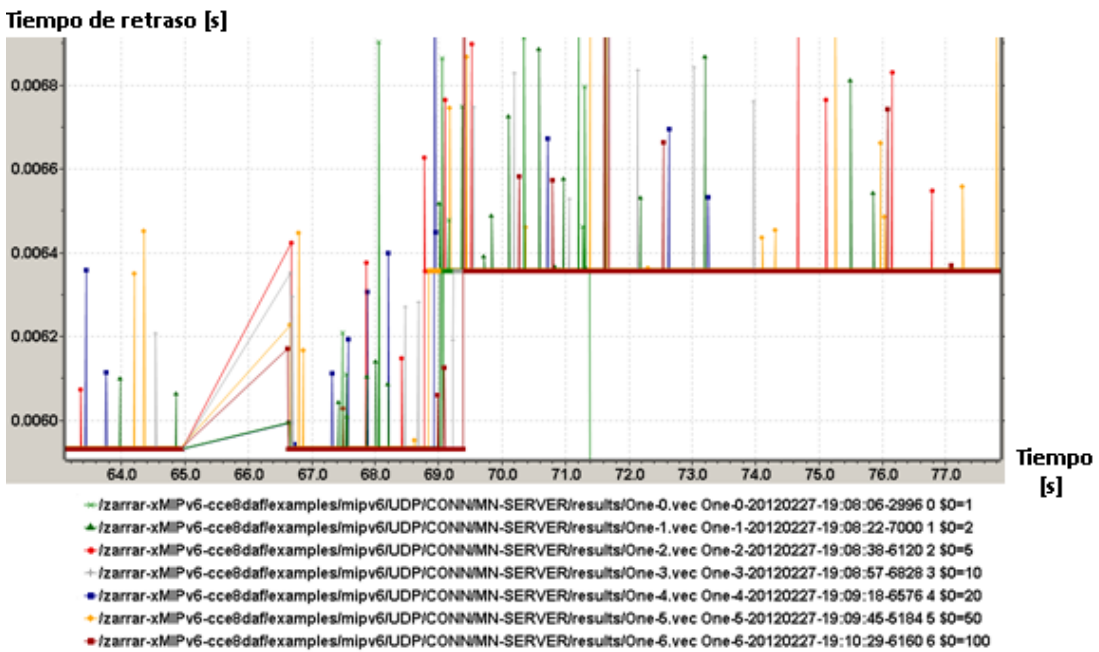 Tiempo de retraso [s]
0.0068
0.0066
0.0064
0.0062
0.0060
64.0 65.0 66.0 67.0 68.0 69.0 70.0 71.0 72.0 73.0 74.0 75.0 76.0 77.0
Tiempo
[s]
/zarrar-xMIPv6-cce8daf/examples/mipv6/UDP/CONN/MN-SERVER/results/One-0.vec One-0-20120227-19:08:06-2996 0 $0=1
/zarrar-xMIPv6-cce8daf/examples/mipv6/UDP/CONN/MN-SERVER/results/One-1.vec One-1-20120227-19:08:22-7000 1 $0=2
/zarrar-xMIPv6-cce8daf/examples/mipv6/UDP/CONN/MN-SERVER/results/One-2.vec One-2-20120227-19:08:38-6120 2 $0=5
/zarrar-xMIPv6-cce8daf/examples/mipv6/UDP/CONN/MN-SERVER/results/One-3.vec One-3-20120227-19:08:57-6828 3 $0=10
/zarrar-xMIPv6-cce8daf/examples/mipv6/UDP/CONN/MN-SERVER/results/One-4.vec One-4-20120227-19:09:18-6576 4 $0=20
/zarrar-xMIPv6-cce8daf/examples/mipv6/UDP/CONN/MN-SERVER/results/One-5.vec One-5-20120227-19:09:45-5184 5 $0=50
/zarrar-xMIPv6-cce8daf/examples/mipv6/UDP/CONN/MN-SERVER/results/One-6.vec One-6-20120227-19:10:29-6160 6 $0=100